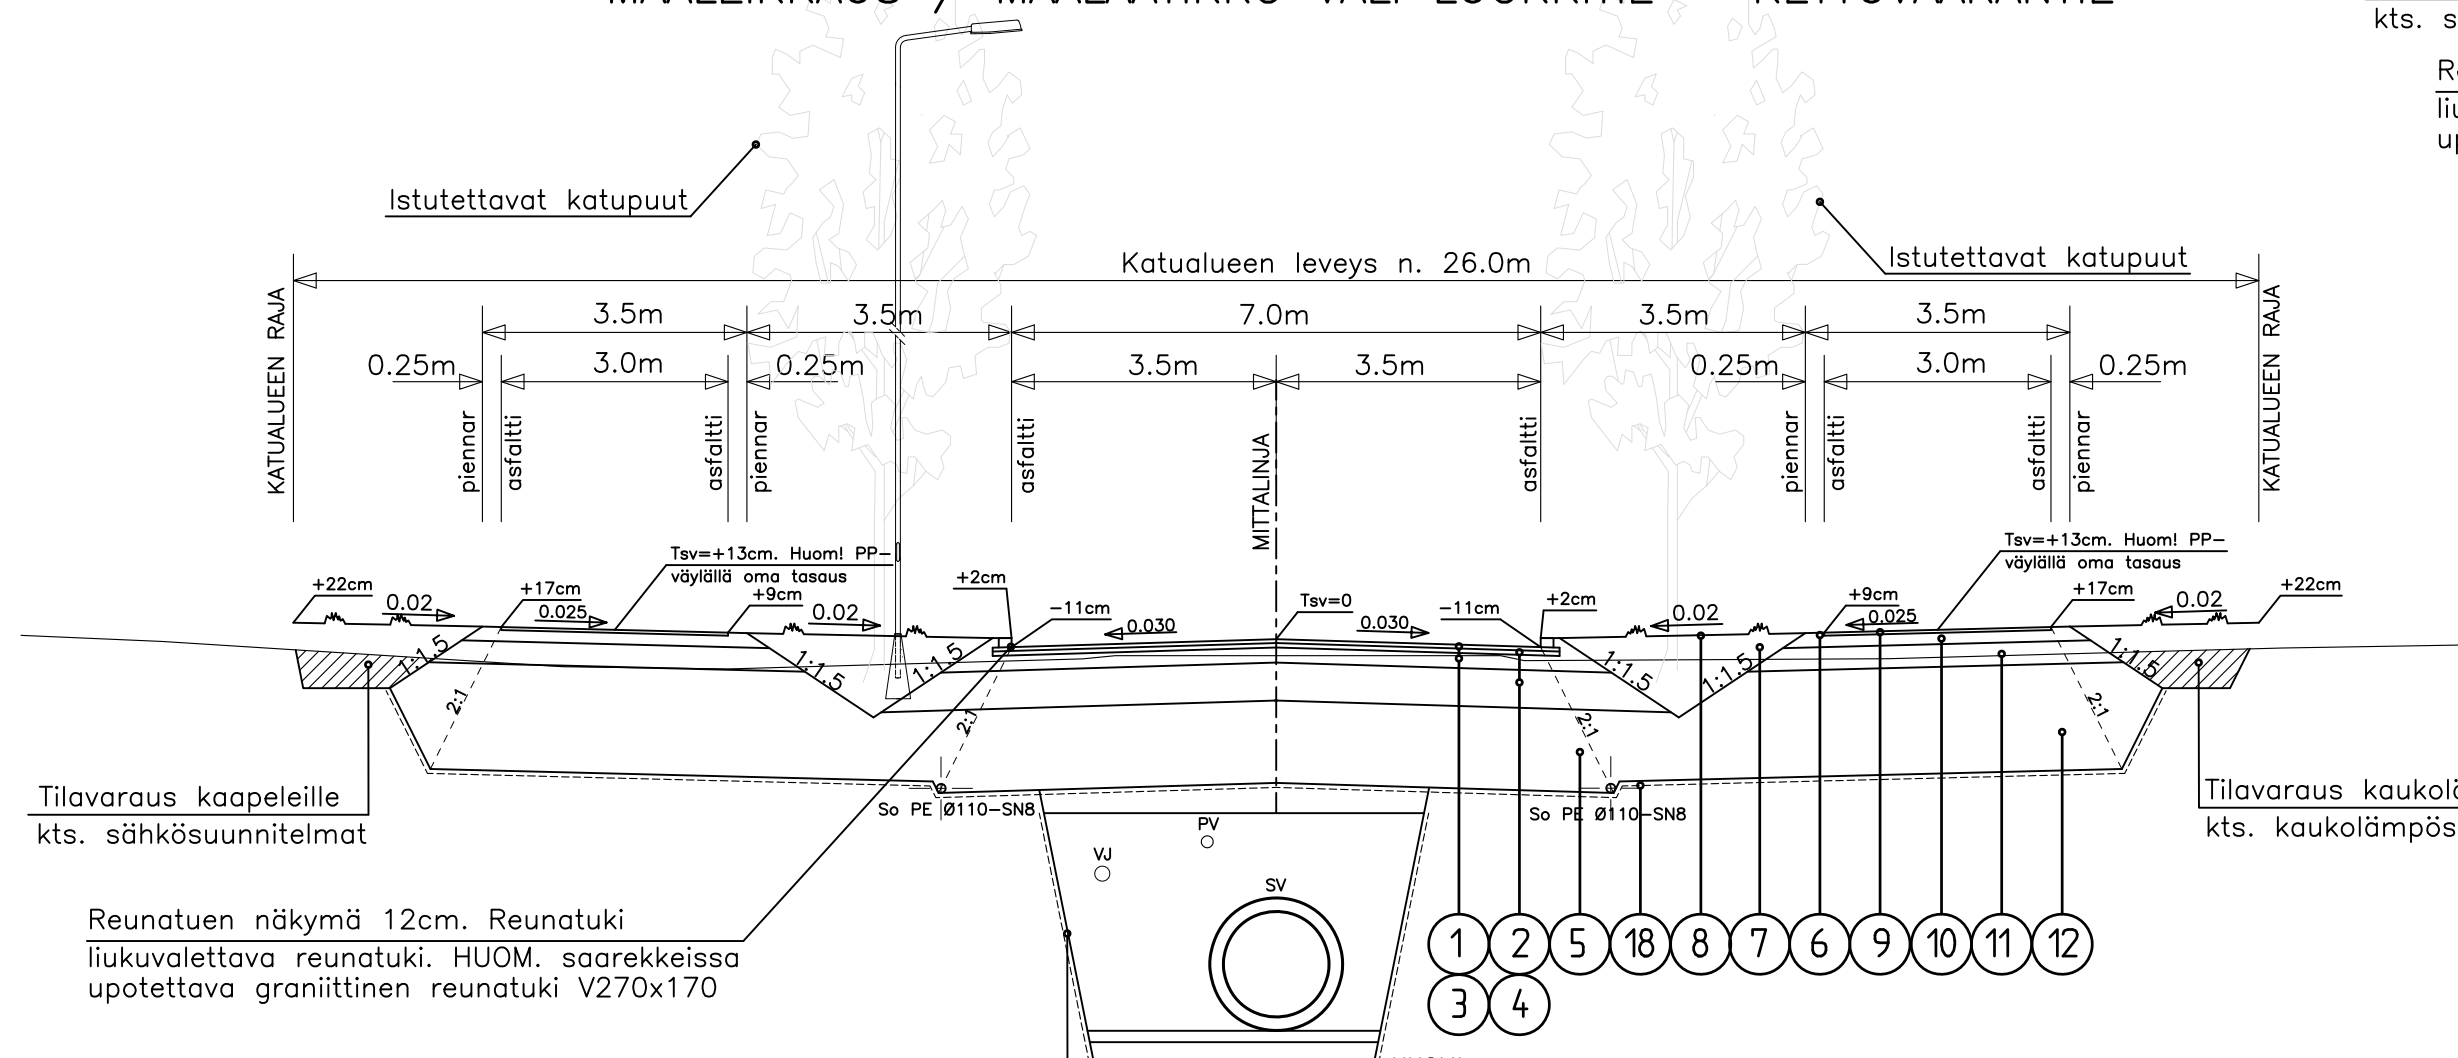 kts.
Istutettavat katupuut
Istutettavat katupuut
Katualueen leveys n. 26.0m
KATUALUEEN RAJA
KATUALUEEN RAJA
3.5m 3.5m 7.0m 3.5m 3.5m
0.25m 3.0m 0.25m 3.5m 3.5m 0.25m 3.0m 0.25m
piennar
asfaltti
asfaltti
piennar
asfaltti
MITTALINJA
asfaltti
piennar
asfaltti
asfaltti
piennar
Tsv=+13cm. Huom! PP-
väylällä oma tasaus
Tsv=+13cm. Huom! PP-
väylällä oma tasaus
+22cm 0.02 +17cm 0.025 +9cm 0.02 +2cm -11cm 0.030 Tsv=0 0.030 -11cm +2cm 0.02 +9cm 0.025 +17cm 0.02 +22cm
1:1.5 1:1.5 1:1.5 1:1.5 1:1.5 1:1.5
2:1 2:1 2:1 2:1
Tilavaraus kaapeleille
kts. sähkösuunnitelmat
So PE Ø110-SN8
So PE Ø110-SN8
Tilavaraus
kts.
PV
VJ
SV
Reunatuen näkymä 12cm. Reunatuki
liukuvalettava reunatuki. HUOM. saarekkeissa
upotettava graniittinen reunatuki V270x170
1 2 5 18 8 7 6 9 10 11 12
3 4